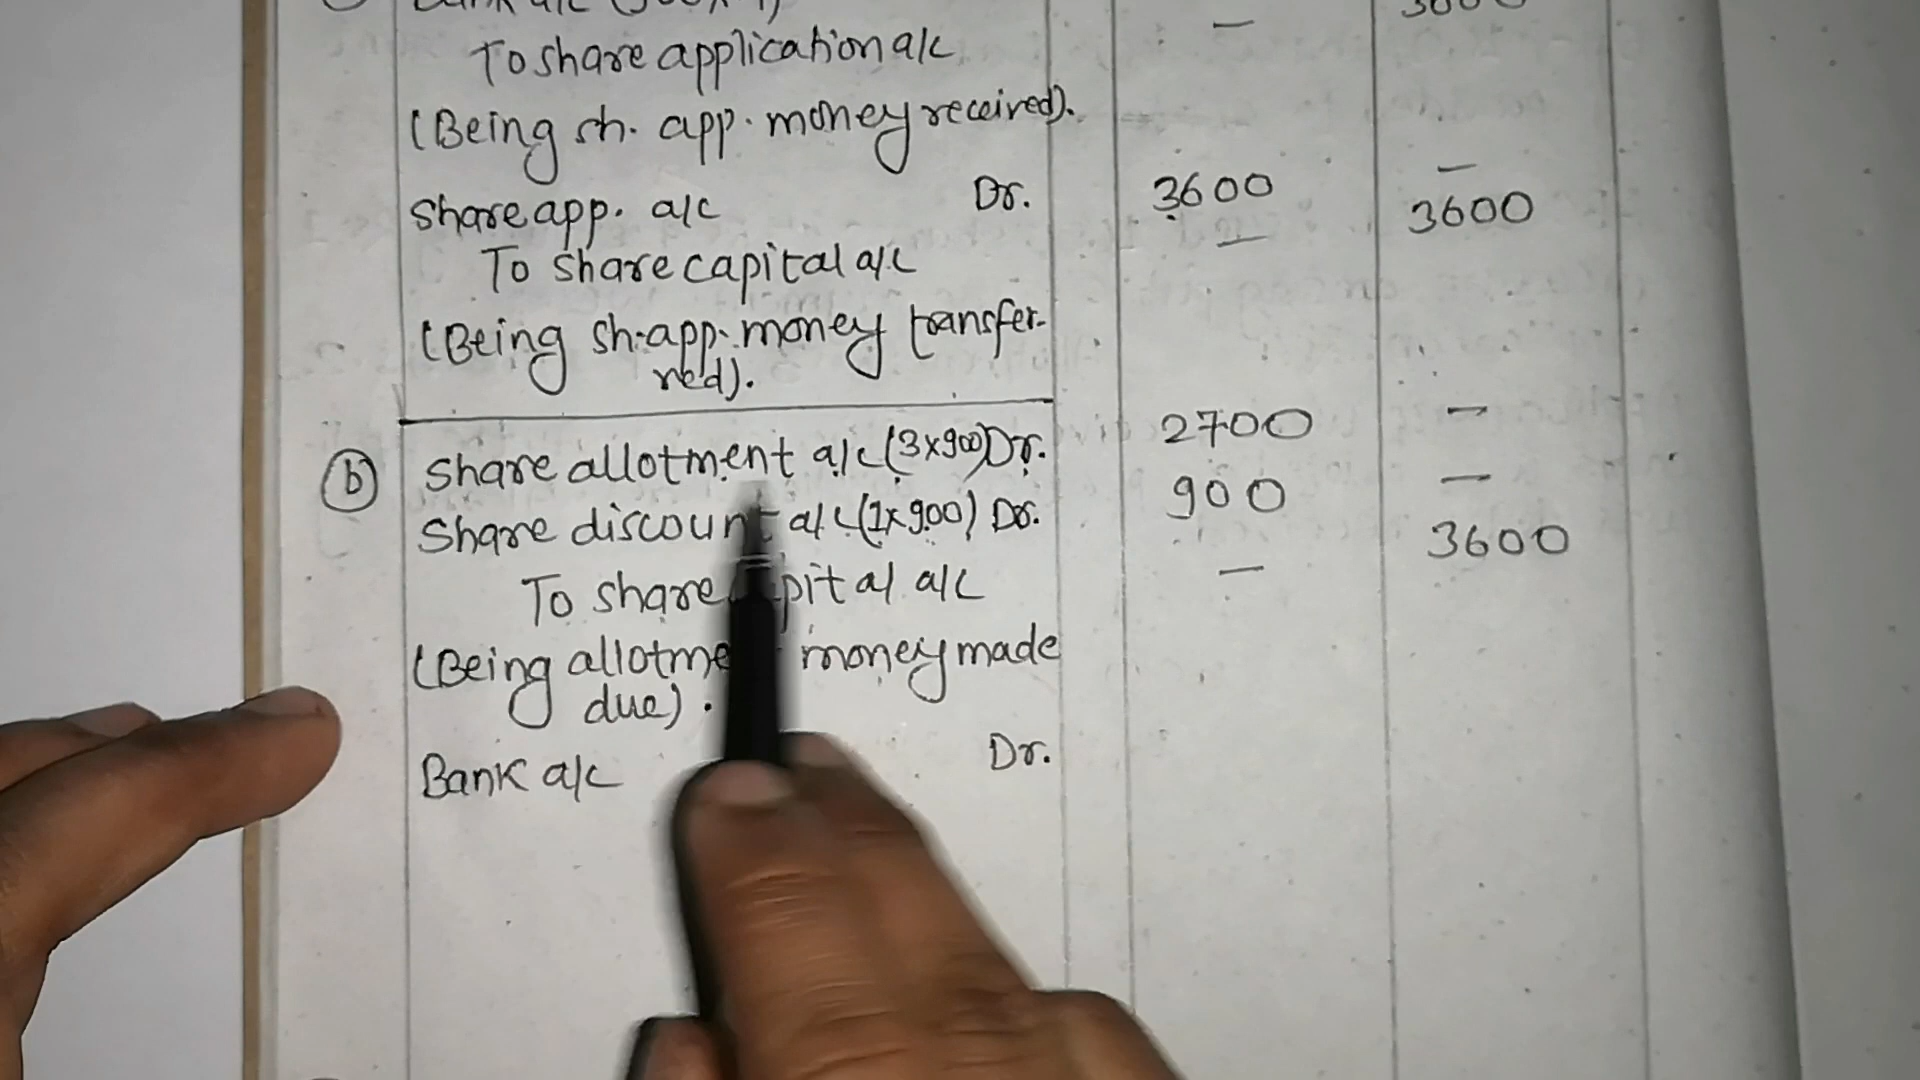 To share application a/c
(Being sh. app. money received).
Share app. a/c Dr. 3600 —
To share capital a/c — 3600
(Being sh. app. money transfer-
red).
(b) Share allotment a/c (3x900) Dr. 2700 —
Share discount a/c (1x900) Dr. 900 —
To share capital a/c — 3600
(Being allotment money made
due).
Bank a/c Dr.